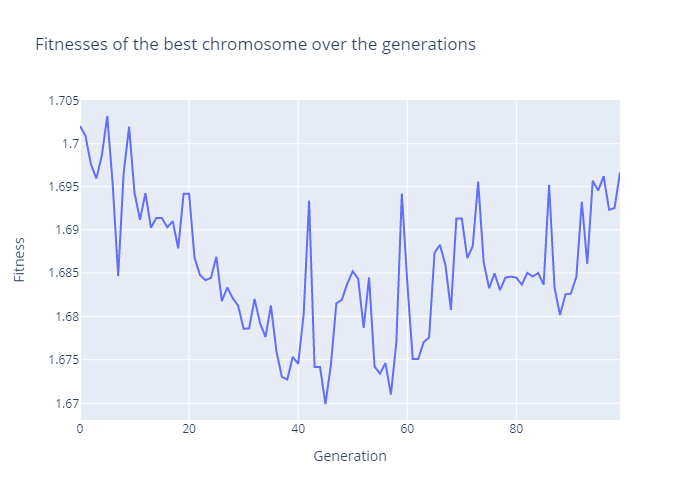 Fitnesses of the best chromosome over the generations
1.705
1.7
1.695
1.69
1.685
1.68
1.675
1.67
Fitness
0 20 40 60 80
Generation